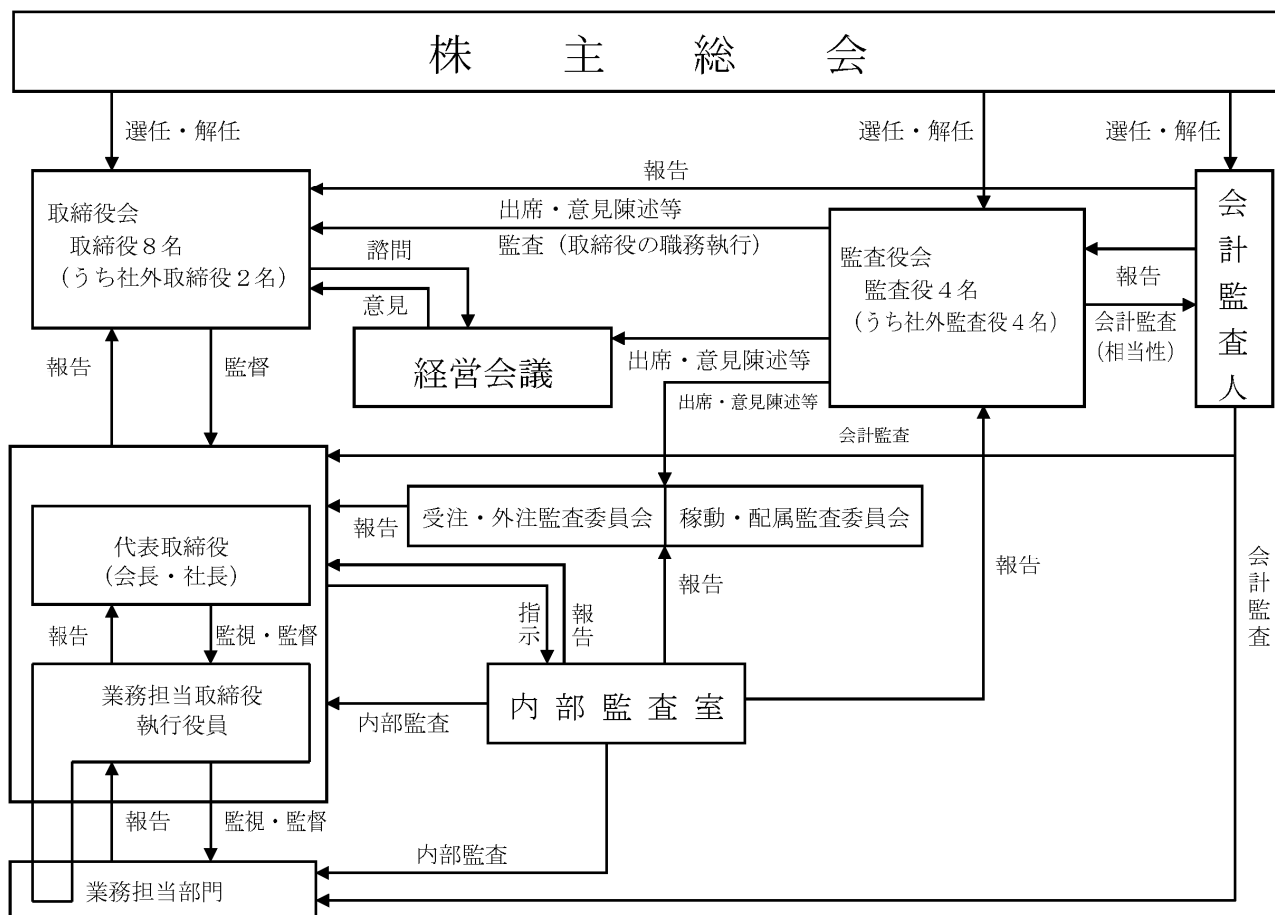 株主総会
選任・解任
選任・解任
選任・解任
報告
取締役会
取締役８名
（うち社外取締役２名）
出席・意見陳述等
監査（取締役の職務執行）
諮問
意見
監査役会
監査役４名
（うち社外監査役４名）
会計監査人
報告
会計監査
（相当性）
経営会議
出席・意見陳述等
出席・意見陳述等
報告
監督
会計監査
受注・外注監査委員会
稼動・配属監査委員会
報告
代表取締役
（会長・社長）
報告
報告
会計監査
指示
報告
報告
監視・監督
内部監査室
業務担当取締役
執行役員
内部監査
報告
監視・監督
内部監査
業務担当部門